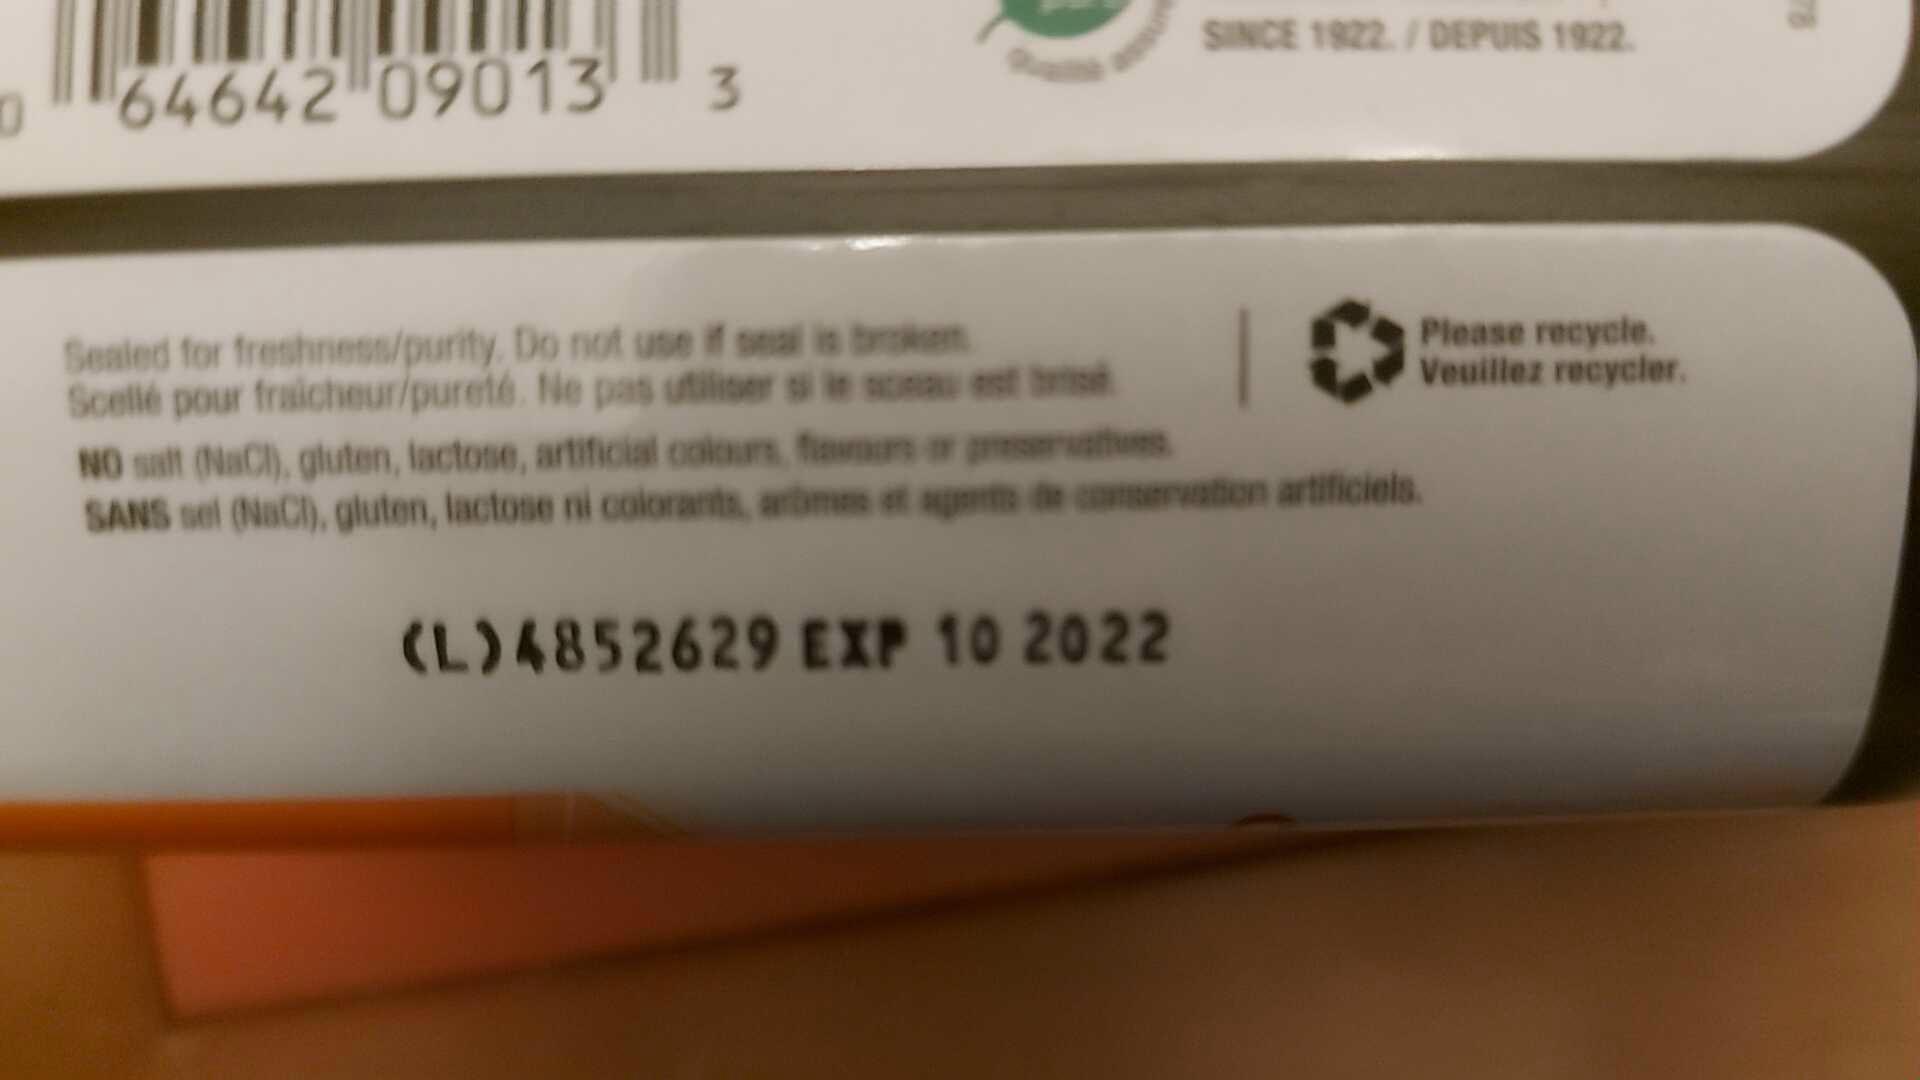 SINCE 1922. / DEPUIS 1922.
78
0 64642 09013 3
Sealed for freshness/purity. Do not use if seal is broken.
Scellé pour fraîcheur/pureté. Ne pas utiliser si le sceau est brisé.
Please recycle.
Veuillez recycler.
NO salt (NaCl), gluten, lactose, artificial colours, flavours or preservatives.
SANS sel (NaCl), gluten, lactose ni colorants, arômes et agents de conservation artificiels.
(L)4852629 EXP 10 2022